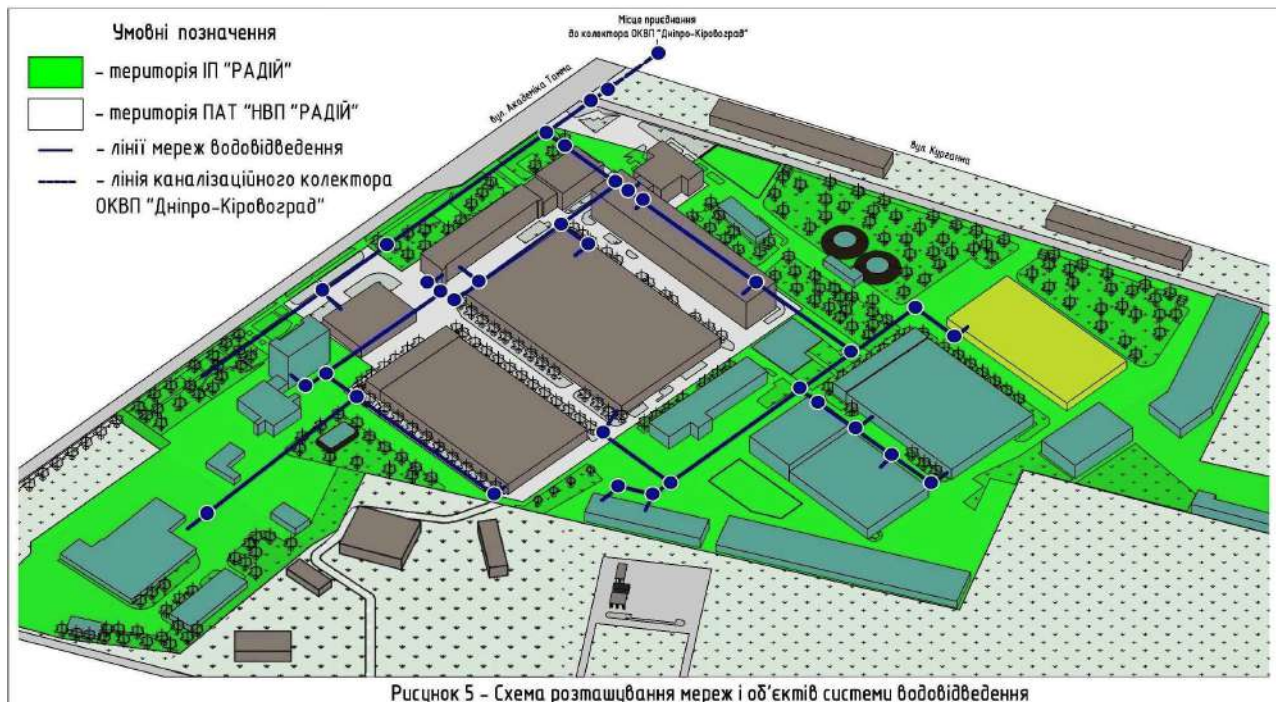 Місце приєднання
до колектора ОКВП "Дніпро-Кіровоград"
Умовні позначення
- територія ІП "РАДІЙ"
- територія ПАТ "НВП "РАДІЙ"
- лінії мереж водовідведення
- лінія каналізаційного колектора
ОКВП "Дніпро-Кіровоград"
вул. Академіка Тамма
вул. Курганна
Рисунок 5 - Схема розташування мереж і об'єктів системи водовідведення